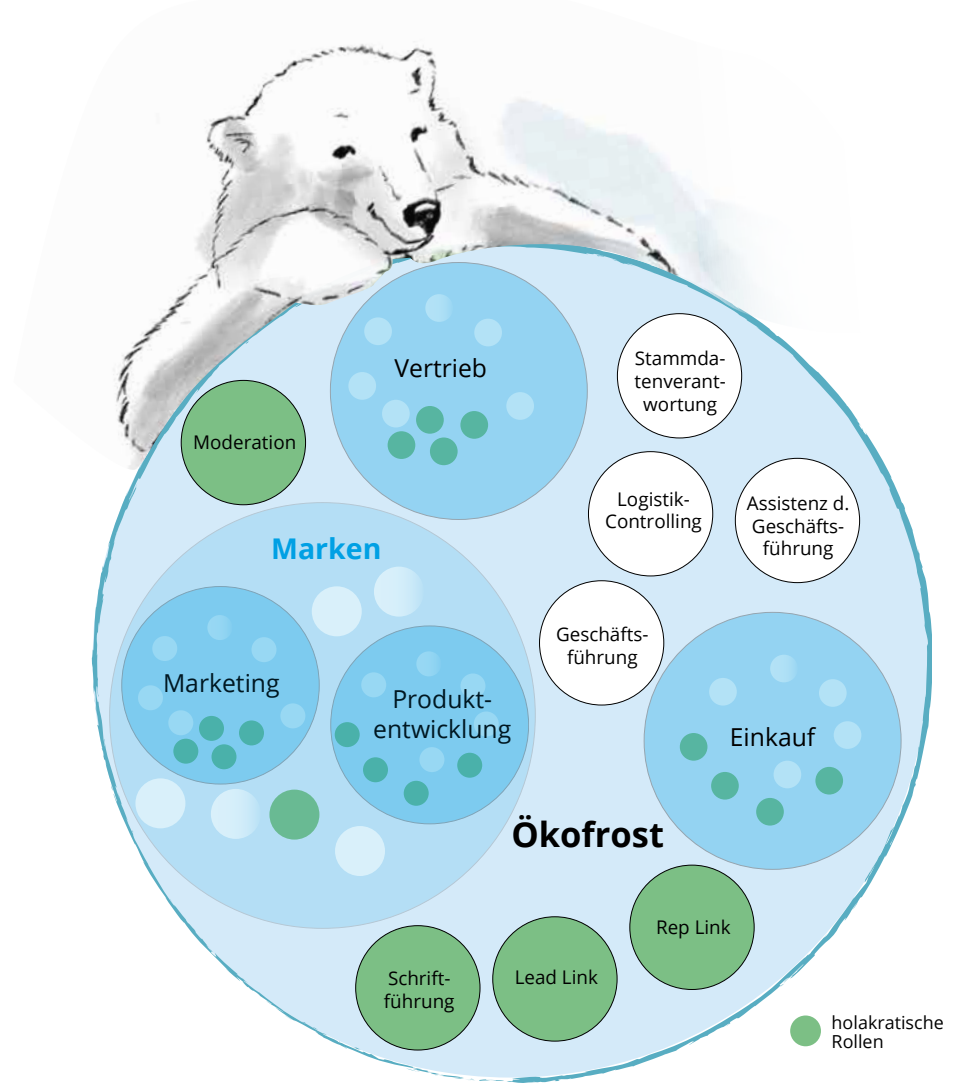 Vertrieb
Stammda-
tenverant-
wortung
Moderation
Logistik-
Controlling
Assistenz d.
Geschäfts-
führung
Marken
Geschäfts-
führung
Marketing
Produkt-
entwicklung
Einkauf
Ökofrost
Rep Link
Schrift-
führung
Lead Link
holakratische
Rollen